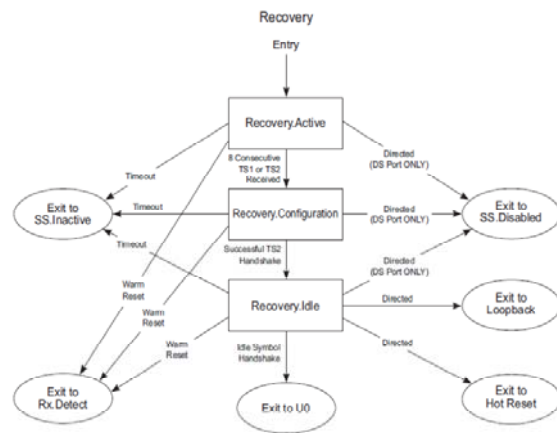 Recovery
Entry
Recovery.Active
8 Consecutive
TS1 or TS2
Received
Directed
(DS Port ONLY)
Timeout
Exit to
SS.Inactive
Timeout
Recovery.Configuration
Directed
(DS Port ONLY)
Exit to
SS.Disabled
Timeout
Successful TS2
Handshake
Directed
(DS Port ONLY)
Warm
Reset
Warm
Reset
Recovery.Idle
Directed
Exit to
Loopback
Warm
Reset
Idle Symbol
Handshake
Directed
Exit to
Rx.Detect
Exit to U0
Exit to
Hot Reset